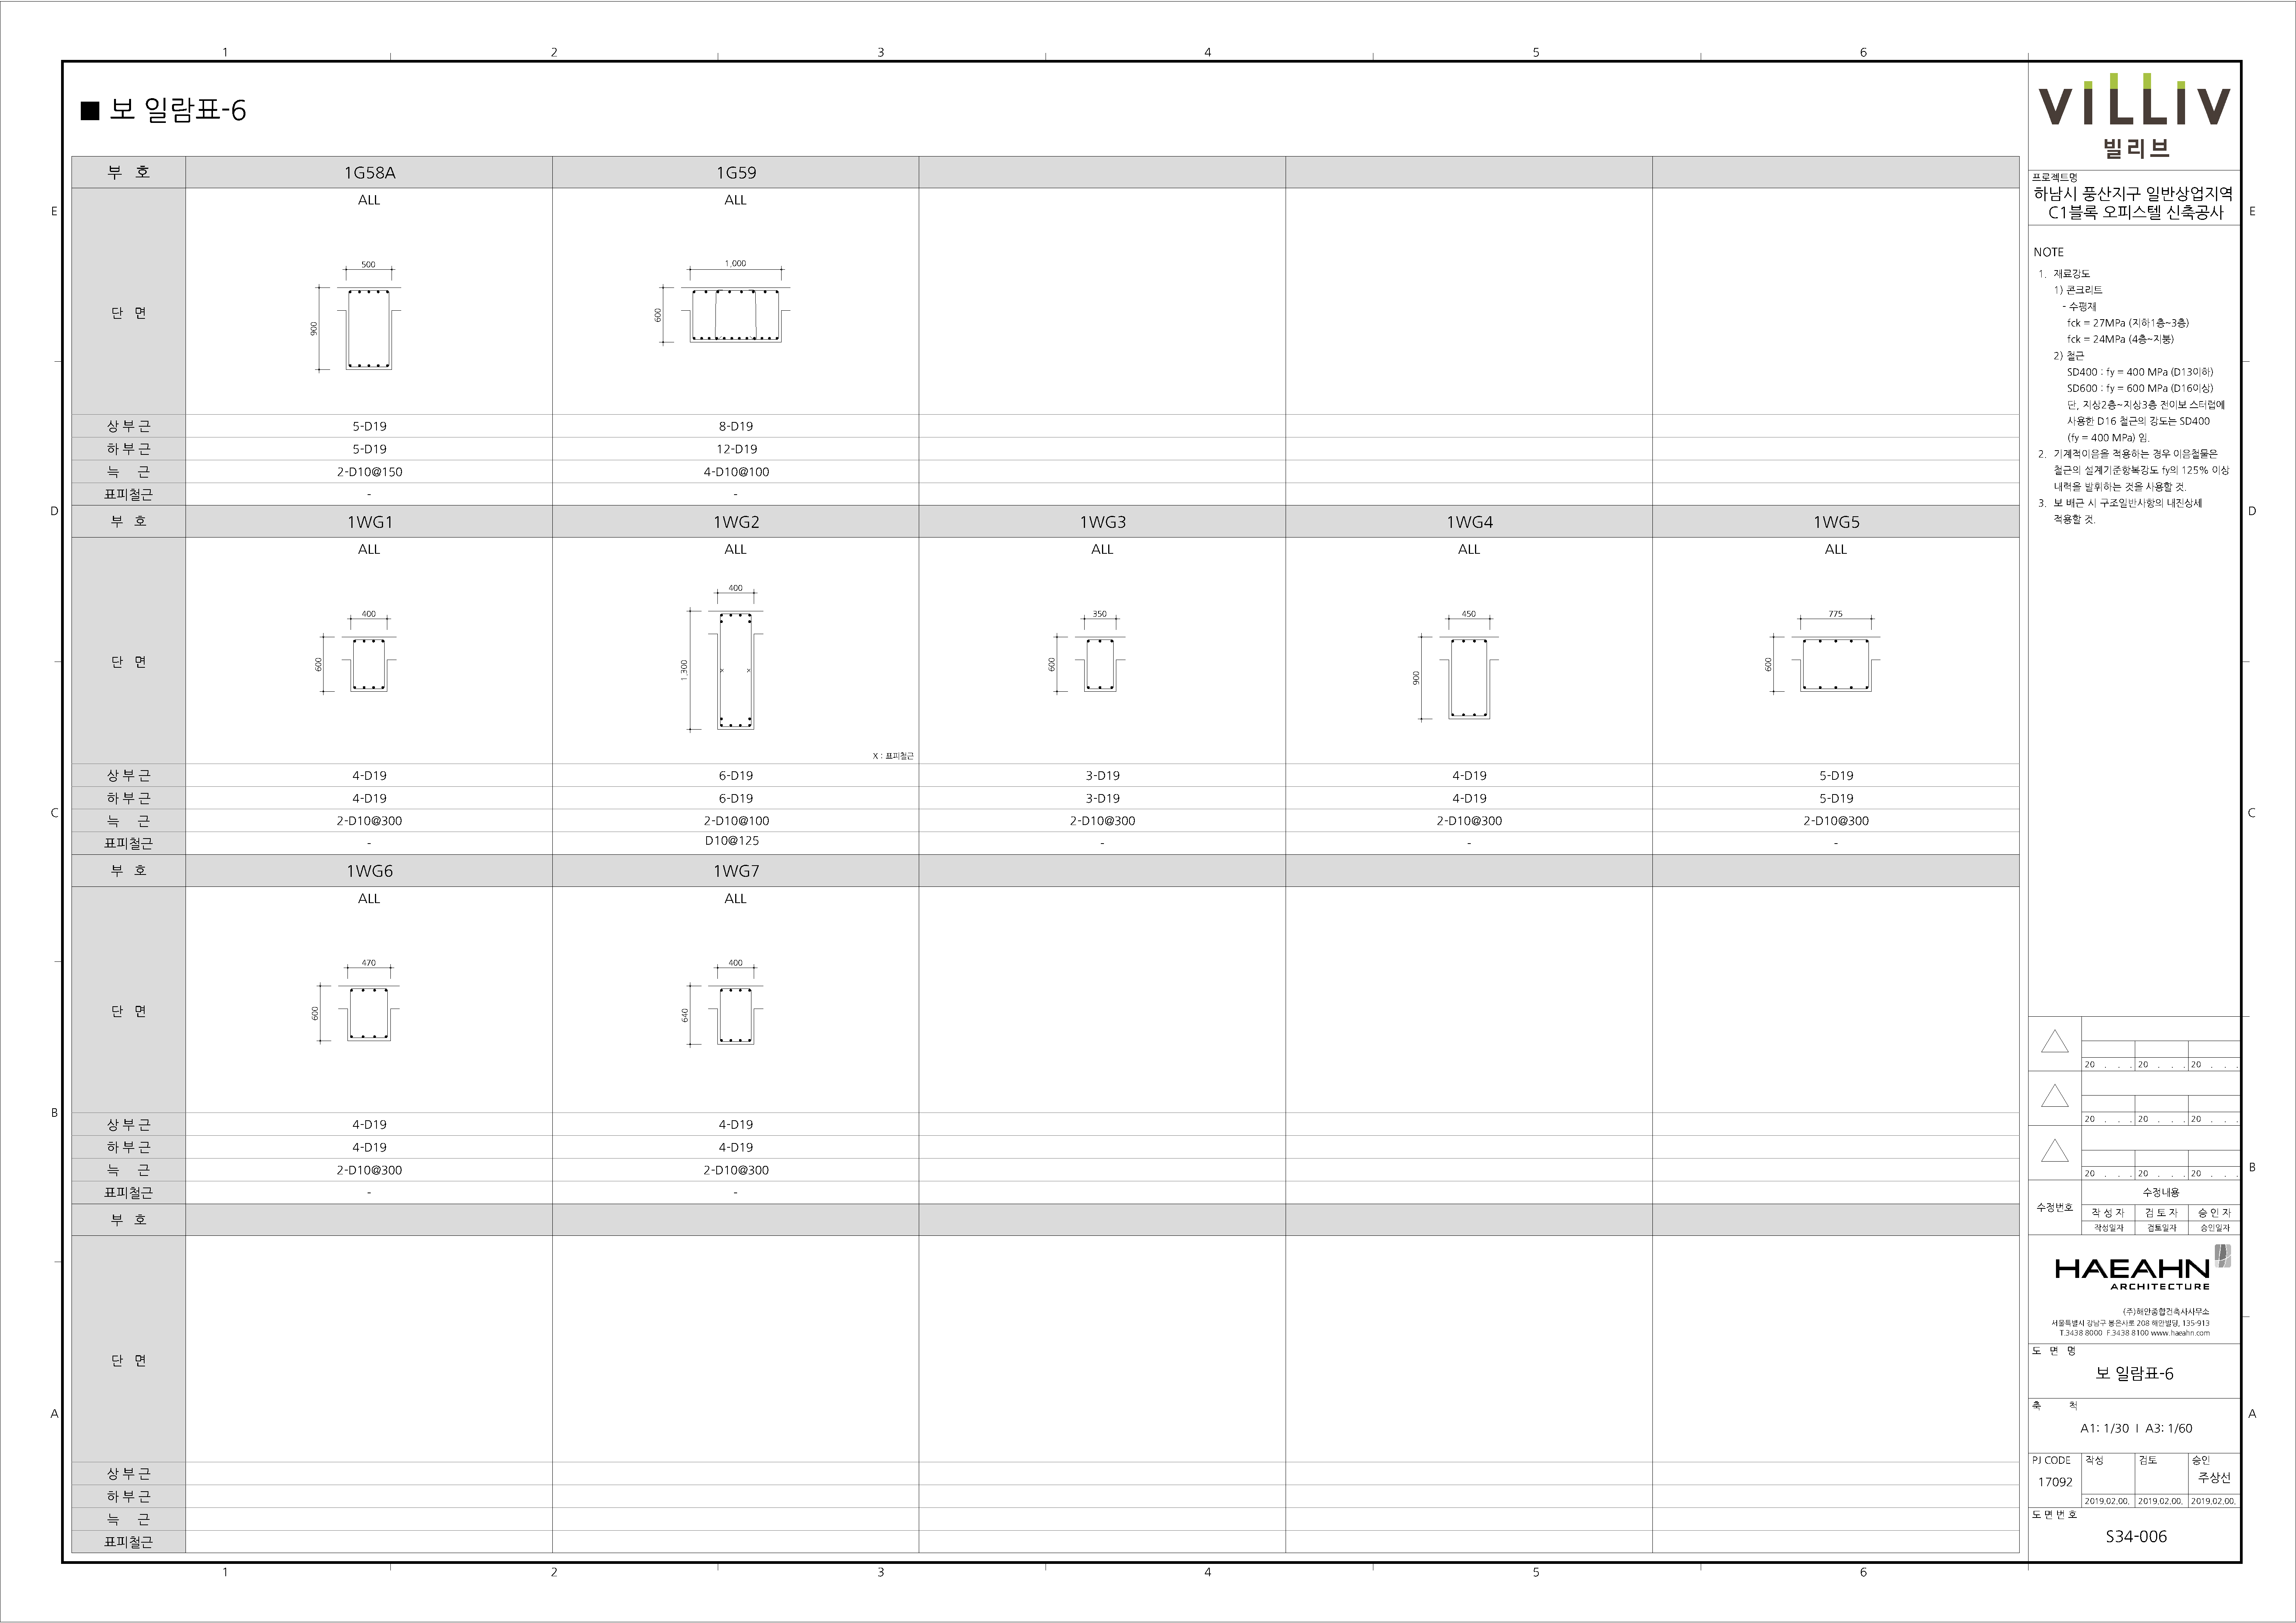 1 2 3 4 5 6
■ 보 일람표-6
부 호 1G58A 1G59
ALL ALL
500 1,000
900 600
단 면
상 부 근 5-D19 8-D19
하 부 근 5-D19 12-D19
늑 근 2-D10@150 4-D10@100
표피철근 - -
부 호 1WG1 1WG2 1WG3 1WG4 1WG5
ALL ALL ALL ALL ALL
400 400 350 450 775
600 1,300 600 900 600
단 면
X : 표피철근
상 부 근 4-D19 6-D19 3-D19 4-D19 5-D19
하 부 근 4-D19 6-D19 3-D19 4-D19 5-D19
늑 근 2-D10@300 2-D10@100 2-D10@300 2-D10@300 2-D10@300
표피철근 - D10@125 - - -
부 호 1WG6 1WG7
ALL ALL
470 400
600 640
단 면
상 부 근 4-D19 4-D19
하 부 근 4-D19 4-D19
늑 근 2-D10@300 2-D10@300
표피철근 - -
부 호
단 면
상 부 근
하 부 근
늑 근
표피철근
E E
D D
C C
B B
A A
1 2 3 4 5 6
VILLIV
빌리브
프로젝트명
하남시 풍산지구 일반상업지역
C1블록 오피스텔 신축공사
NOTE
1. 재료강도
1) 콘크리트
- 수평재
fck = 27MPa (지하1층~3층)
fck = 24MPa (4층~지붕)
2) 철근
SD400 : fy = 400 MPa (D13이하)
SD600 : fy = 600 MPa (D16이상)
단, 지상2층~지상3층 전이보 스터럽에
사용한 D16 철근의 강도는 SD400
(fy = 400 MPa) 임.
2. 기계적이음을 적용하는 경우 이음철물은
철근의 설계기준항복강도 fy의 125% 이상
내력을 발휘하는 것을 사용할 것.
3. 보 배근 시 구조일반사항의 내진상세
적용할 것.
20 . . . 20 . . . 20 . . .
20 . . . 20 . . . 20 . . .
20 . . . 20 . . . 20 . . .
수정번호 수정내용
작 성 자 검 토 자 승 인 자
작성일자 검토일자 승인일자
HAEAHN
ARCHITECTURE
(주)해안종합건축사사무소
서울특별시 강남구 봉은사로 208 해안빌딩, 135-913
T.3438 8000 F.3438 8100 www.haeahn.com
도 면 명
보 일람표-6
축 척
A1: 1/30 I A3: 1/60
PJ CODE 작성 검토 승인
17092 주상선
2019.02.00. 2019.02.00. 2019.02.00.
도 면 번 호
S34-006